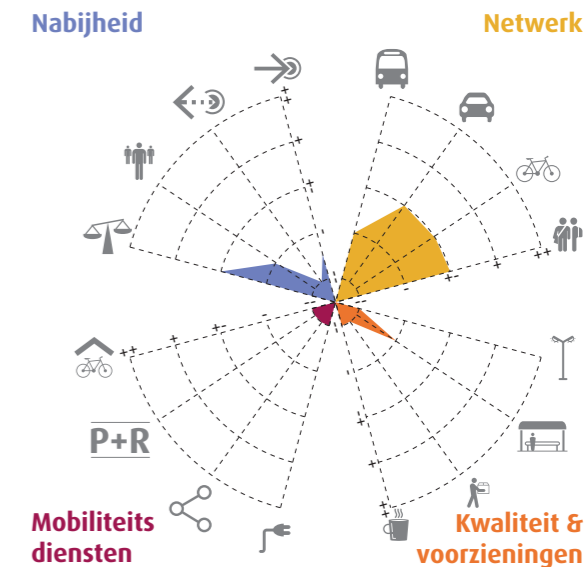 Nabijheid
Netwerk
P+R
Mobiliteits
diensten
Kwaliteit &
voorzieningen